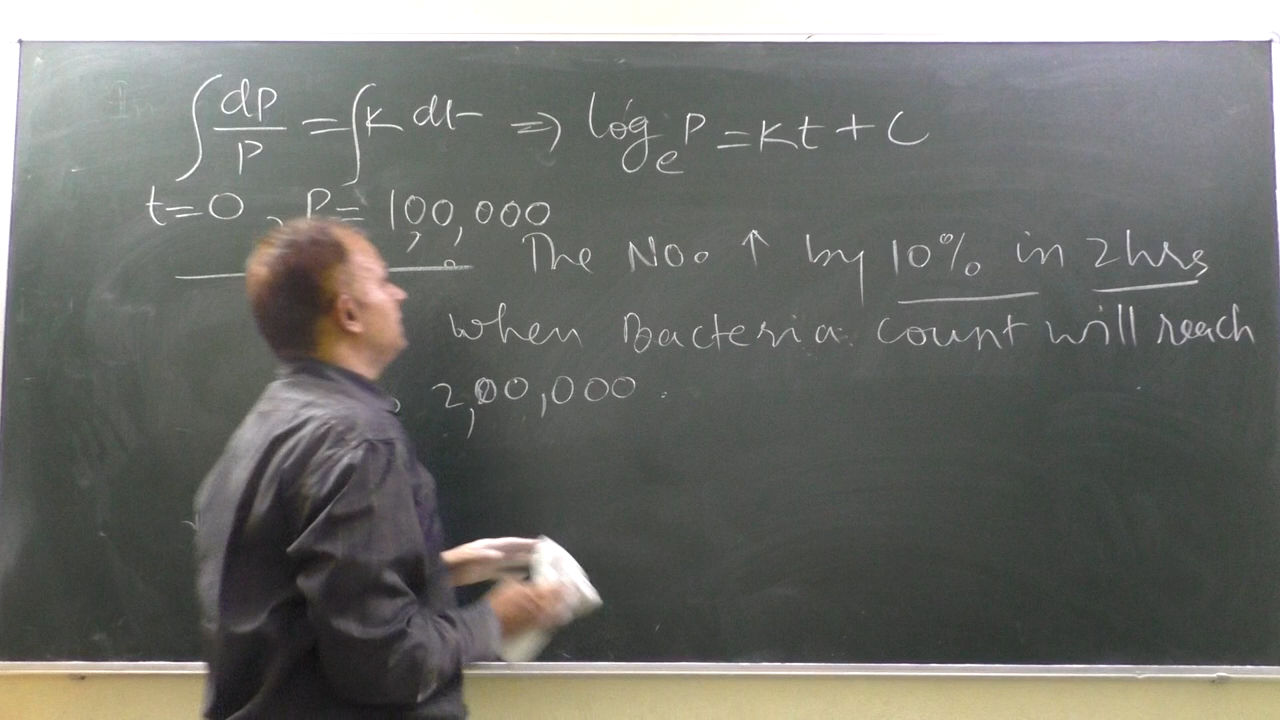 ∫ dP/P = ∫ K dt ⇒ log_e P = Kt + C
t=0, P= 100,000
The No. ↑ by 10% in 2hrs
when Bacteria count will reach
2,00,000.